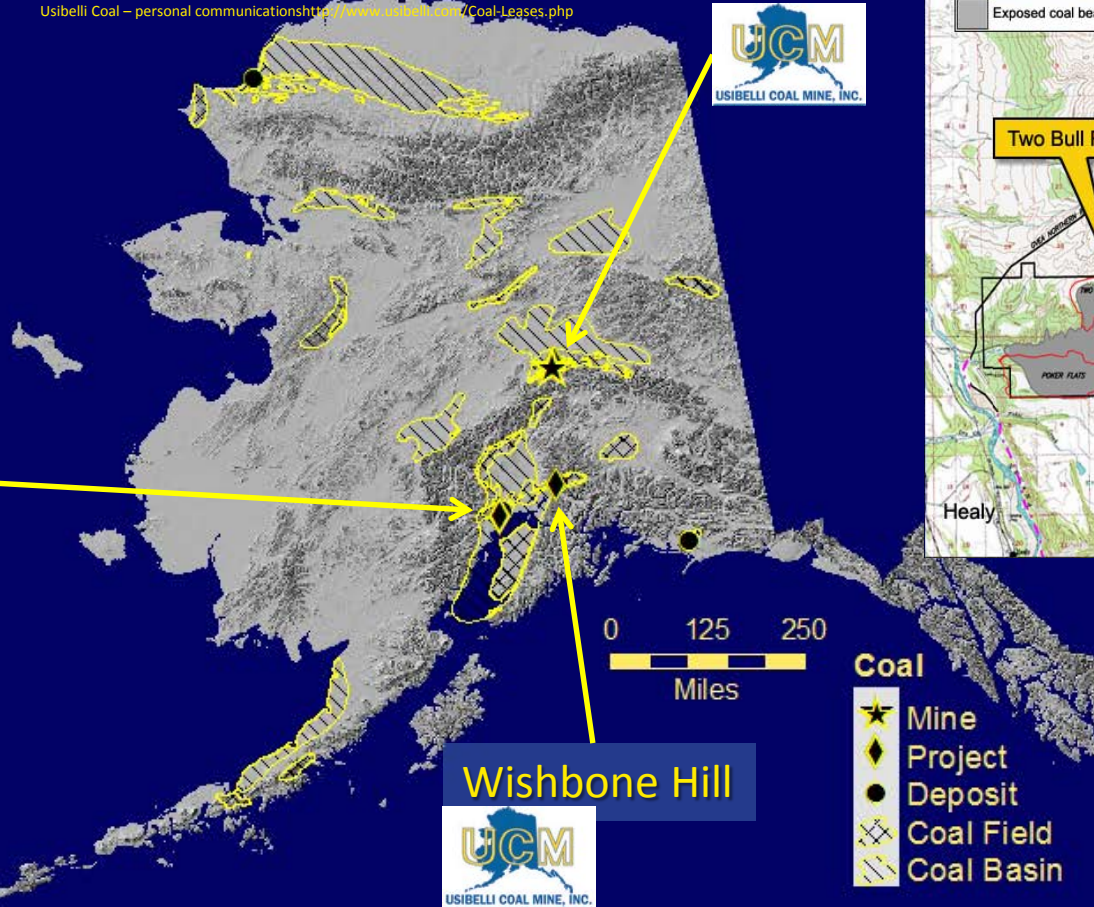 Usibelli Coal – personal communicationshttp://www.usibelli.com/Coal-Leases.php
UCM
USIBELLI COAL MINE, INC.
Exposed coal be
Two Bull
POKER FLATS
Healy
0 125 250
Miles
Coal
Mine
Project
Deposit
Coal Field
Coal Basin
Wishbone Hill
UCM
USIBELLI COAL MINE, INC.